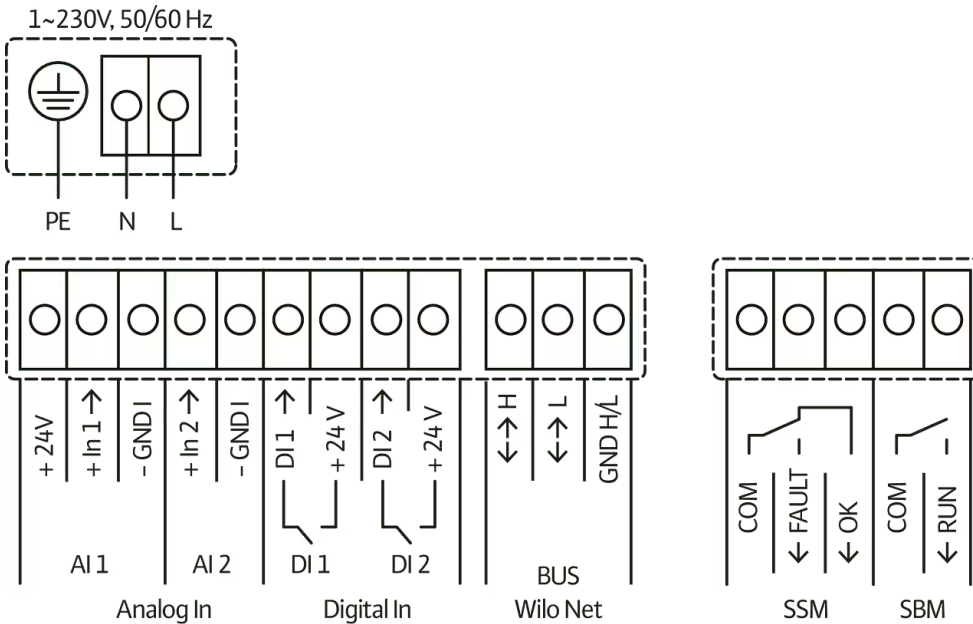 1~230V, 50/60 Hz
PE N L
+ 24V
+ In 1 →
- GND I
+ In 2 →
- GND I
DI 1 →
+ 24 V
DI 2 →
+ 24 V
H
L
GND H/L
COM
FAULT
OK
COM
RUN
AI 1 AI 2 DI 1 DI 2
BUS
Analog In Digital In Wilo Net SSM SBM